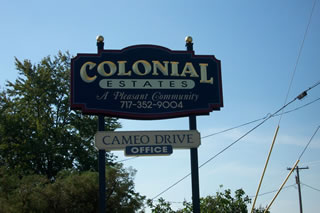 COLONIAL
ESTATES
A Pleasant Community
717-352-9004
CAMEO DRIVE
OFFICE